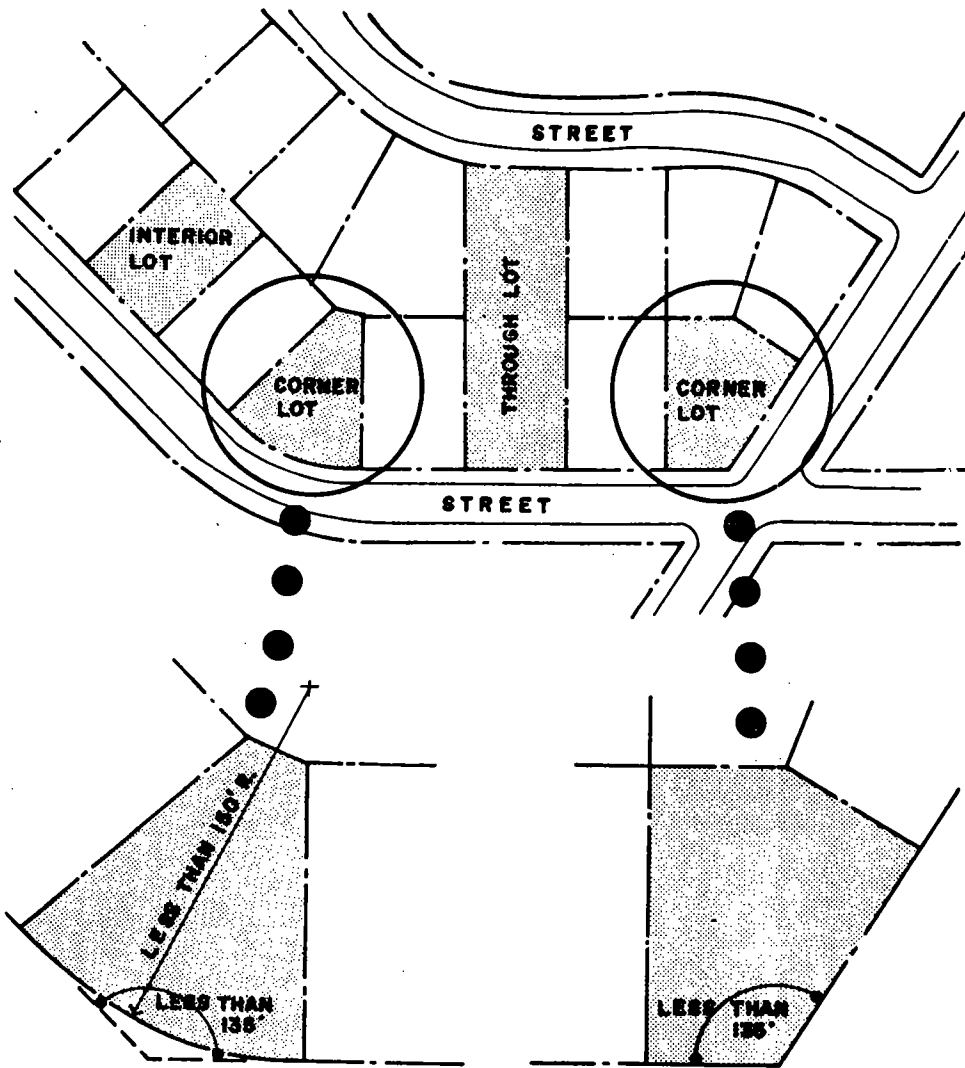 STREET
INTERIOR
LOT
THROUGH LOT
CORNER
LOT
CORNER
LOT
STREET
LESS THAN 150' R.
LESS THAN
135°
LESS THAN
135°